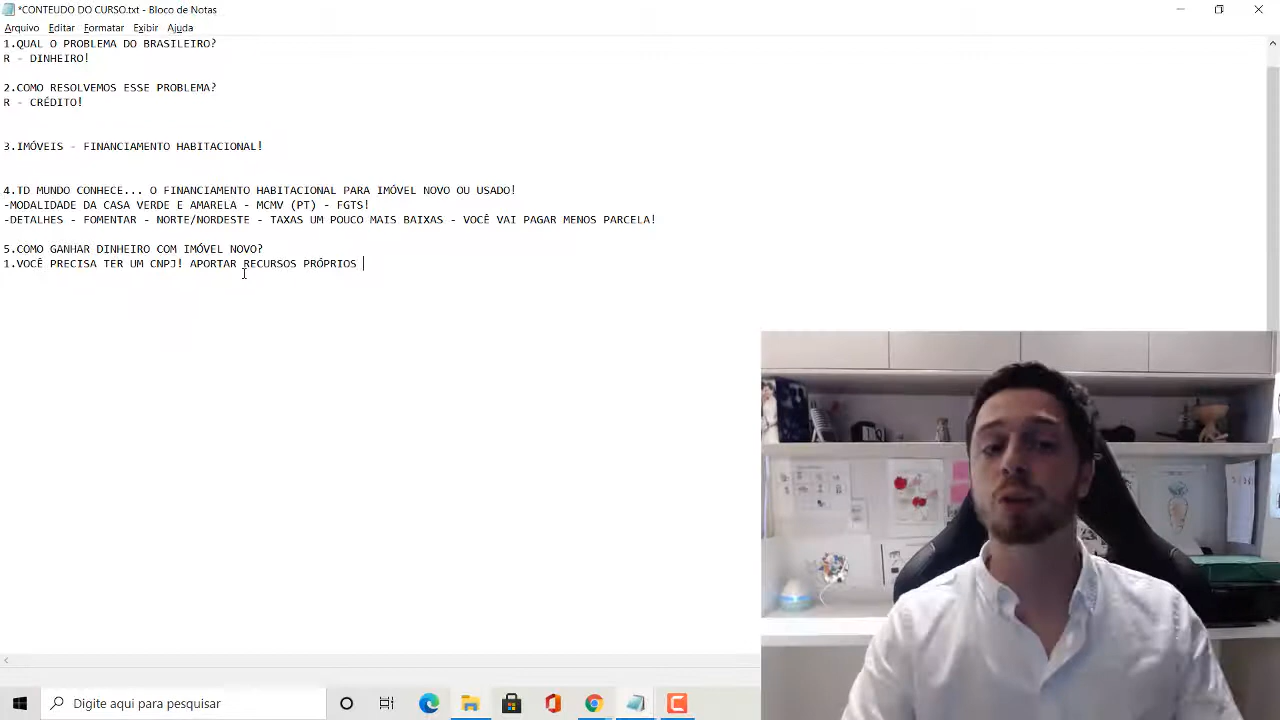 *CONTEUDO DO CURSO.txt - Bloco de Notas
Arquivo Editar Formatar Exibir Ajuda
1.QUAL O PROBLEMA DO BRASILEIRO?
R - DINHEIRO!
2.COMO RESOLVEMOS ESSE PROBLEMA?
R - CRÉDITO!
3.IMÓVEIS - FINANCIAMENTO HABITACIONAL!
4.TD MUNDO CONHECE... O FINANCIAMENTO HABITACIONAL PARA IMÓVEL NOVO OU USADO!
-MODALIDADE DA CASA VERDE E AMARELA - MCMV (PT) - FGTS!
-DETALHES - FOMENTAR - NORTE/NORDESTE - TAXAS UM POUCO MAIS BAIXAS - VOCÊ VAI PAGAR MENOS PARCELA!
5.COMO GANHAR DINHEIRO COM IMÓVEL NOVO?
1.VOCÊ PRECISA TER UM CNPJ! APORTAR RECURSOS PRÓPRIOS
Digite aqui para pesquisar